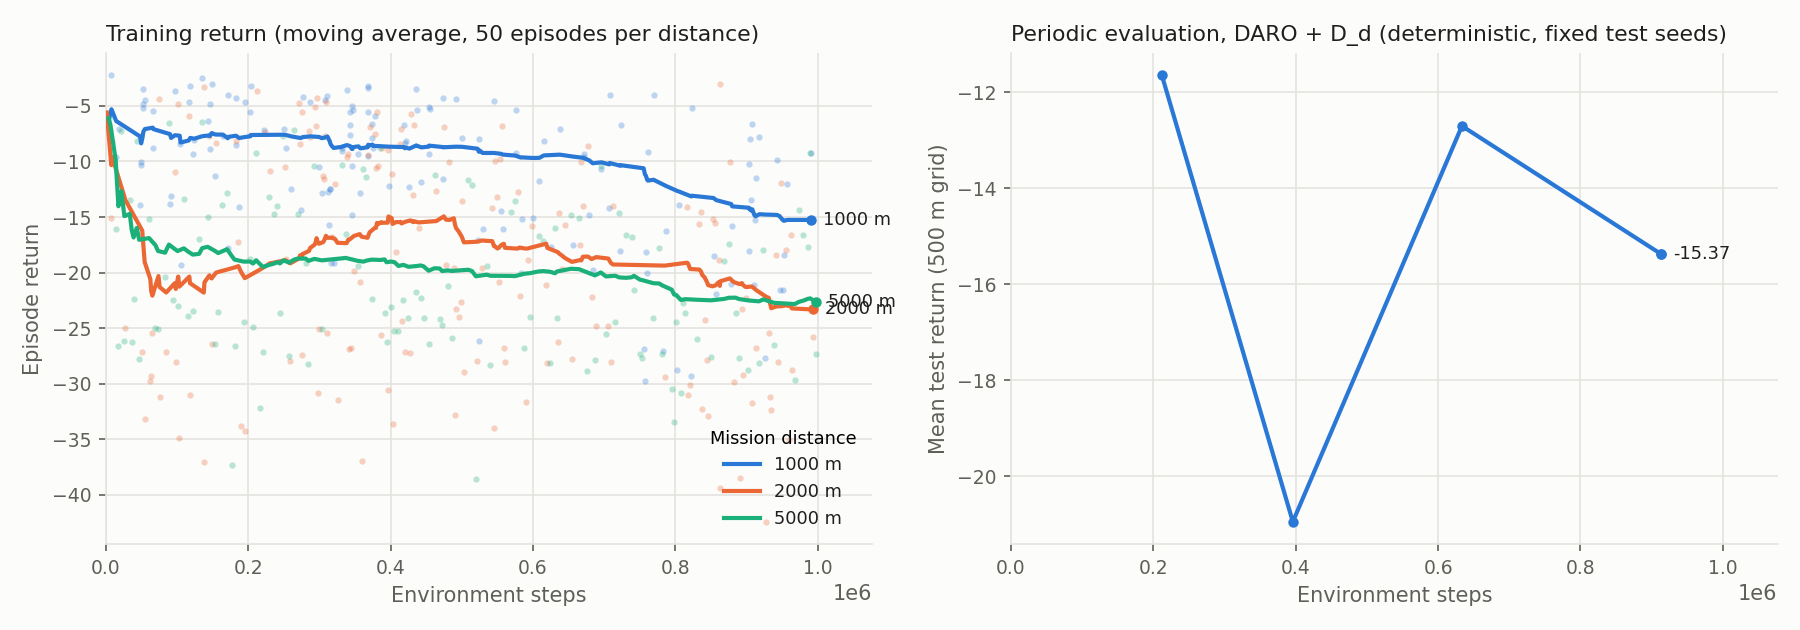 Training return (moving average, 50 episodes per distance)
Episode return
−5
−10
−15
−20
−25
−30
−35
−40
1000 m
5000 m
2000 m
Mission distance
1000 m
2000 m
5000 m
0.0
0.2
0.4
0.6
0.8
1.0
1e6
Environment steps
Periodic evaluation, DARO + D_d (deterministic, fixed test seeds)
Mean test return (500 m grid)
−12
−14
−16
−18
−20
-15.37
0.0
0.2
0.4
0.6
0.8
1.0
1e6
Environment steps